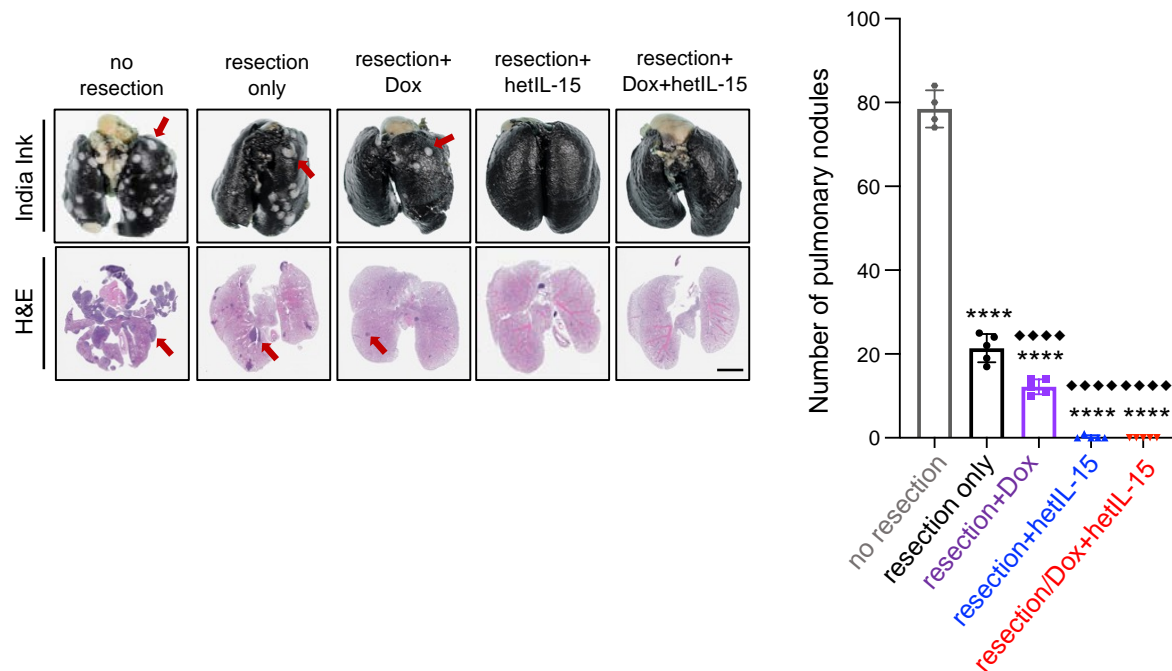 no
resection
resection
only
resection+
Dox
resection+
hetIL-15
resection+
Dox+hetIL-15
India Ink
H&E
Number of pulmonary nodules
100
80
60
40
20
0
****
◆◆◆◆
****
◆◆◆◆◆◆◆◆
**** ****
no resection
resection only
resection+Dox
resection+hetIL-15
resection/Dox+hetIL-15